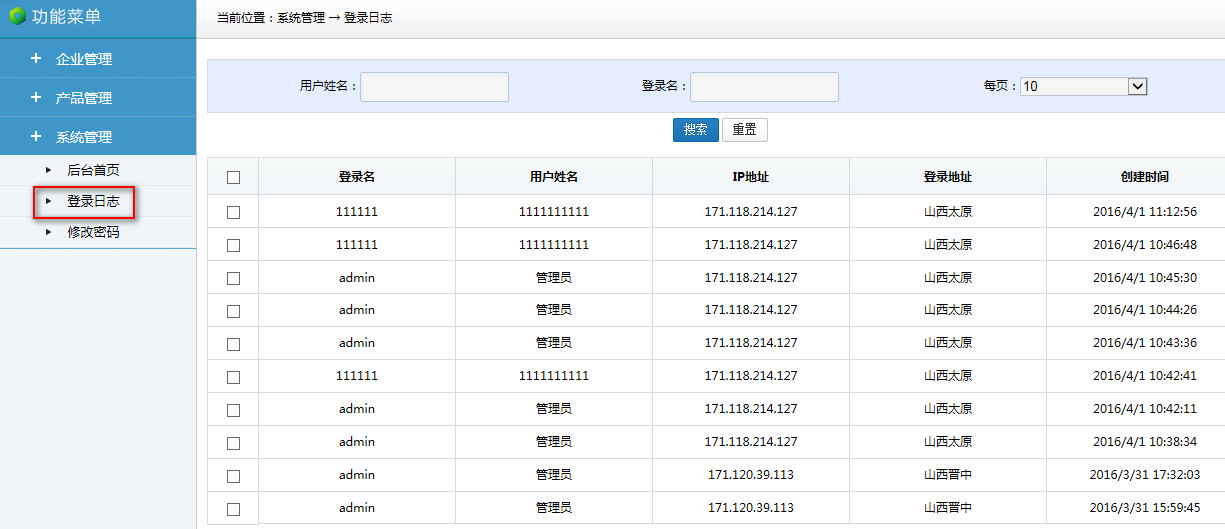 功能菜单
当前位置：系统管理 → 登录日志
企业管理
产品管理
系统管理
后台首页
登录日志
修改密码
用户姓名： 登录名： 每页：10
搜索 重置
登录名 用户姓名 IP地址 登录地址 创建时间
111111 1111111111 171.118.214.127 山西太原 2016/4/1 11:12:56
111111 1111111111 171.118.214.127 山西太原 2016/4/1 10:46:48
admin 管理员 171.118.214.127 山西太原 2016/4/1 10:45:30
admin 管理员 171.118.214.127 山西太原 2016/4/1 10:44:26
admin 管理员 171.118.214.127 山西太原 2016/4/1 10:43:36
111111 1111111111 171.118.214.127 山西太原 2016/4/1 10:42:41
admin 管理员 171.118.214.127 山西太原 2016/4/1 10:42:11
admin 管理员 171.118.214.127 山西太原 2016/4/1 10:38:34
admin 管理员 171.120.39.113 山西晋中 2016/3/31 17:32:03
admin 管理员 171.120.39.113 山西晋中 2016/3/31 15:59:45